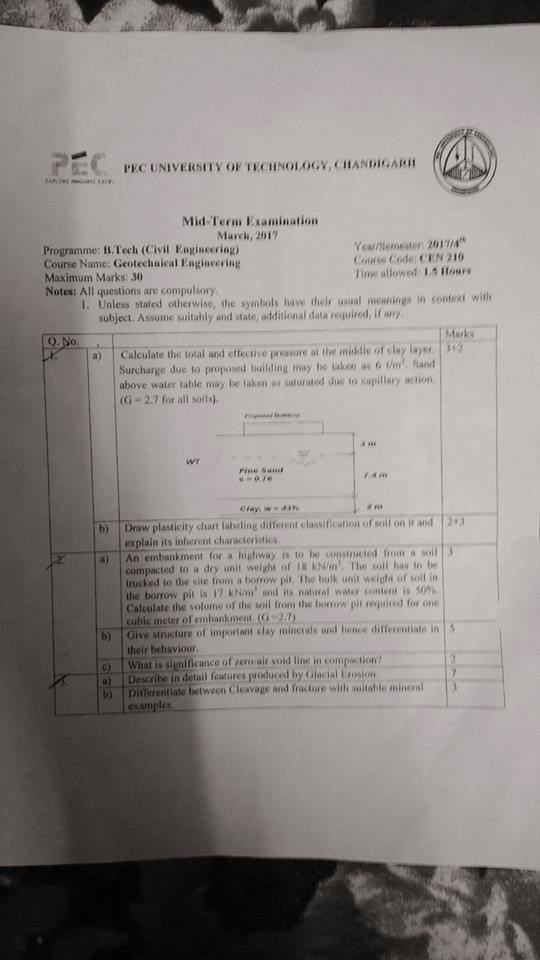 PEC
EXPLORE INNOVATE EXCEL
PEC UNIVERSITY OF TECHNOLOGY, CHANDIGARH
Mid-Term Examination
March, 2017
Programme: B.Tech (Civil Engineering)
Year/Semester: 2017/4th
Course Name: Geotechnical Engineering
Course Code: CEN 210
Maximum Marks: 30
Time allowed: 1.5 Hours
Notes: All questions are compulsory.
1. Unless stated otherwise, the symbols have their usual meanings in context with
subject. Assume suitably and state, additional data required, if any.
Q. No. Marks
1. a) Calculate the total and effective pressure at the middle of clay layer. 3+2
Surcharge due to proposed building may be taken as 6 t/m². Sand
above water table may be taken as saturated due to capillary action.
(G = 2.7 for all soils).
Proposed Building
3 m
WT
Fine Sand
e = 0.76
7.4 m
Clay, w = 43%
2 m
b) Draw plasticity chart labeling different classification of soil on it and 2+3
explain its inherent characteristics.
2. a) An embankment for a highway is to be constructed from a soil 3
compacted to a dry unit weight of 18 kN/m³. The soil has to be
trucked to the site from a borrow pit. The bulk unit weight of soil in
the borrow pit is 17 kN/m³ and its natural water content is 50%.
Calculate the volume of the soil from the borrow pit required for one
cubic meter of embankment. (G=2.7)
b) Give structure of important clay minerals and hence differentiate in 5
their behaviour.
c) What is significance of zero-air void line in compaction? 2
3. a) Describe in detail features produced by Glacial Erosion. 7
b) Differentiate between Cleavage and fracture with suitable mineral 3
examples.